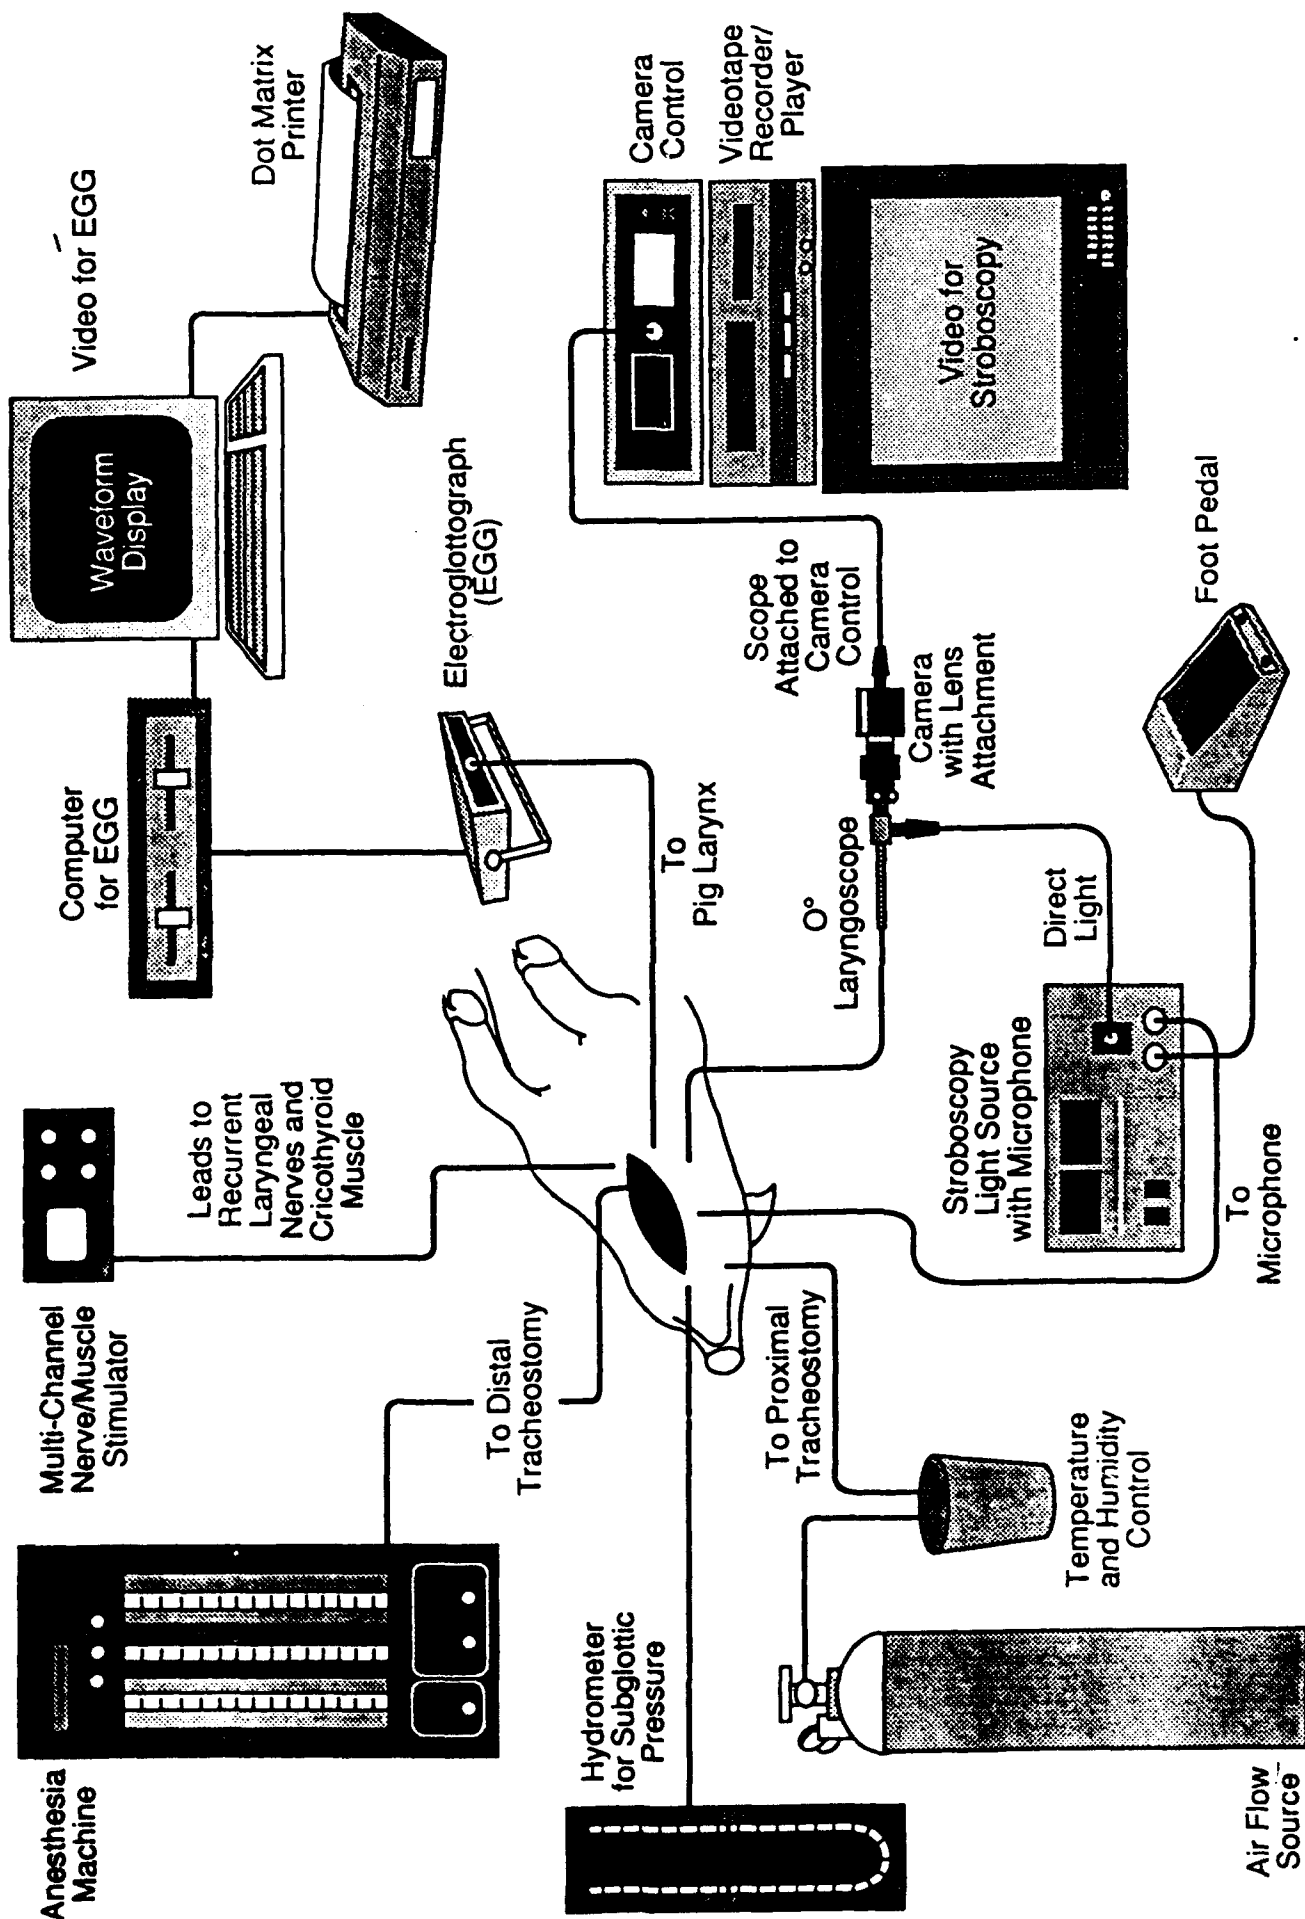 Anesthesia
Machine
Multi-Channel
Nerve/Muscle
Stimulator
Leads to
Recurrent
Laryngeal
Nerves and
Cricothyroid
Muscle
Computer
for EGG
Waveform
Display
Video for EGG
Dot Matrix
Printer
To Distal
Tracheostomy
Electroglottograph
(EGG)
To
Pig Larynx
Hydrometer
for Subglottic
Pressure
To Proximal
Tracheostomy
O°
Laryngoscope
Scope
Attached to
Camera
Control
Camera
with Lens
Attachment
Camera
Control
Videotape
Recorder/
Player
Video for
Stroboscopy
Air Flow
Source
Temperature
and Humidity
Control
Stroboscopy
Light Source
with Microphone
To
Microphone
Direct
Light
Foot Pedal